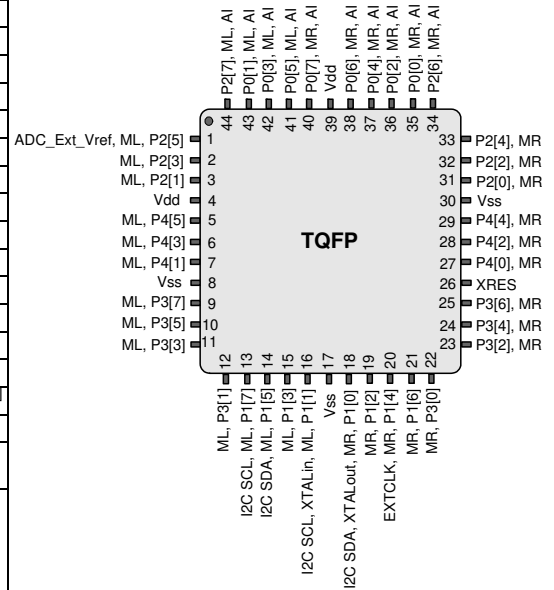 44 P2[7], ML, AI
43 P0[1], ML, AI
42 P0[3], ML, AI
41 P0[5], ML, AI
40 P0[7], MR, AI
39 Vdd
38 P0[6], MR, AI
37 P0[4], MR, AI
36 P0[2], MR, AI
35 P0[0], MR, AI
34 P2[6], MR, AI
ADC_Ext_Vref, ML, P2[5] 1
ML, P2[3] 2
ML, P2[1] 3
Vdd 4
ML, P4[5] 5
ML, P4[3] 6
ML, P4[1] 7
Vss 8
ML, P3[7] 9
ML, P3[5] 10
ML, P3[3] 11
TQFP
33 P2[4], MR
32 P2[2], MR
31 P2[0], MR
30 Vss
29 P4[4], MR
28 P4[2], MR
27 P4[0], MR
26 XRES
25 P3[6], MR
24 P3[4], MR
23 P3[2], MR
ML, P3[1] 12
I2C SCL, ML, P1[7] 13
I2C SDA, ML, P1[5] 14
ML, P1[3] 15
I2C SCL, XTALin, ML, P1[1] 16
Vss 17
I2C SDA, XTALout, MR, P1[0] 18
MR, P1[2] 19
EXTCLK, MR, P1[4] 20
MR, P1[6] 21
MR, P3[0] 22